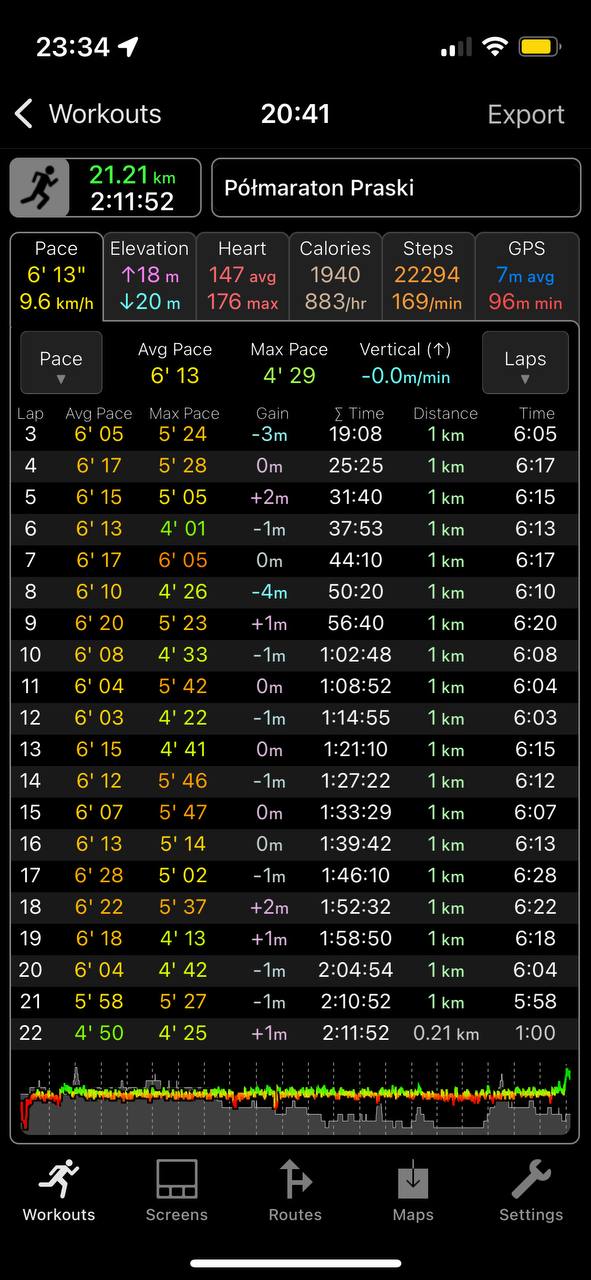 23:34
Workouts 20:41 Export
21.21 km
2:11:52
Półmaraton Praski
Pace Elevation Heart Calories Steps GPS
6' 13" ↑18 m 147 avg 1940 22294 7m avg
9.6 km/h ↓20 m 176 max 883/hr 169/min 96m min
Pace ▼ Avg Pace Max Pace Vertical (↑) Laps ▼
6' 13 4' 29 -0.0m/min
Lap Avg Pace Max Pace Gain ∑ Time Distance Time
3 6' 05 5' 24 -3m 19:08 1 km 6:05
4 6' 17 5' 28 0m 25:25 1 km 6:17
5 6' 15 5' 05 +2m 31:40 1 km 6:15
6 6' 13 4' 01 -1m 37:53 1 km 6:13
7 6' 17 6' 05 0m 44:10 1 km 6:17
8 6' 10 4' 26 -4m 50:20 1 km 6:10
9 6' 20 5' 23 +1m 56:40 1 km 6:20
10 6' 08 4' 33 -1m 1:02:48 1 km 6:08
11 6' 04 5' 42 0m 1:08:52 1 km 6:04
12 6' 03 4' 22 -1m 1:14:55 1 km 6:03
13 6' 15 4' 41 0m 1:21:10 1 km 6:15
14 6' 12 5' 46 -1m 1:27:22 1 km 6:12
15 6' 07 5' 47 0m 1:33:29 1 km 6:07
16 6' 13 5' 14 0m 1:39:42 1 km 6:13
17 6' 28 5' 02 -1m 1:46:10 1 km 6:28
18 6' 22 5' 37 +2m 1:52:32 1 km 6:22
19 6' 18 4' 13 +1m 1:58:50 1 km 6:18
20 6' 04 4' 42 -1m 2:04:54 1 km 6:04
21 5' 58 5' 27 -1m 2:10:52 1 km 5:58
22 4' 50 4' 25 +1m 2:11:52 0.21 km 1:00
Workouts Screens Routes Maps Settings